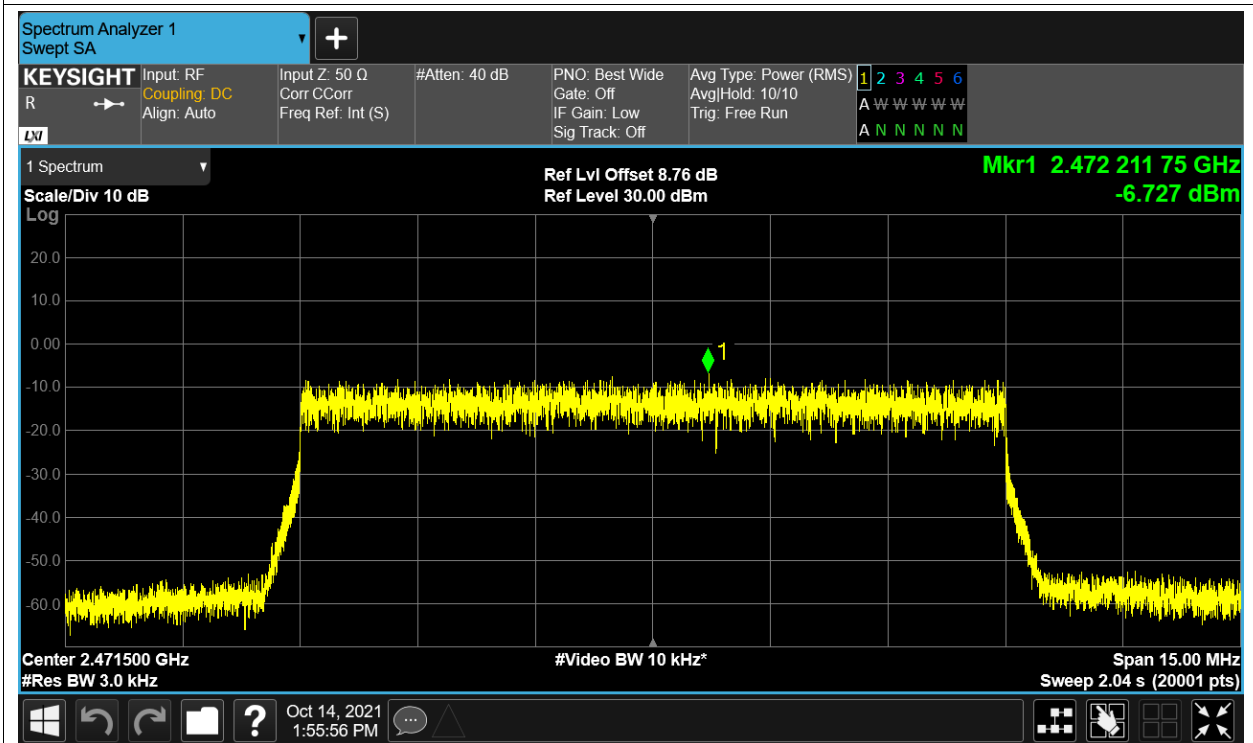 Spectrum Analyzer 1
Swept SA
KEYSIGHT
R
LXI
Input: RF
Coupling: DC
Align: Auto
Input Z: 50 Ω
Corr CCorr
Freq Ref: Int (S)
#Atten: 40 dB
PNO: Best Wide
Gate: Off
IF Gain: Low
Sig Track: Off
Avg Type: Power (RMS)
Avg|Hold: 10/10
Trig: Free Run
1 2 3 4 5 6
A W W W W W
A N N N N N
1 Spectrum
Scale/Div 10 dB
Log
Ref Lvl Offset 8.76 dB
Ref Level 30.00 dBm
Mkr1 2.472 211 75 GHz
-6.727 dBm
20.0
10.0
0.00
-10.0
-20.0
-30.0
-40.0
-50.0
-60.0
1
Center 2.471500 GHz
#Res BW 3.0 kHz
#Video BW 10 kHz*
Span 15.00 MHz
Sweep 2.04 s (20001 pts)
?
Oct 14, 2021
1:55:56 PM